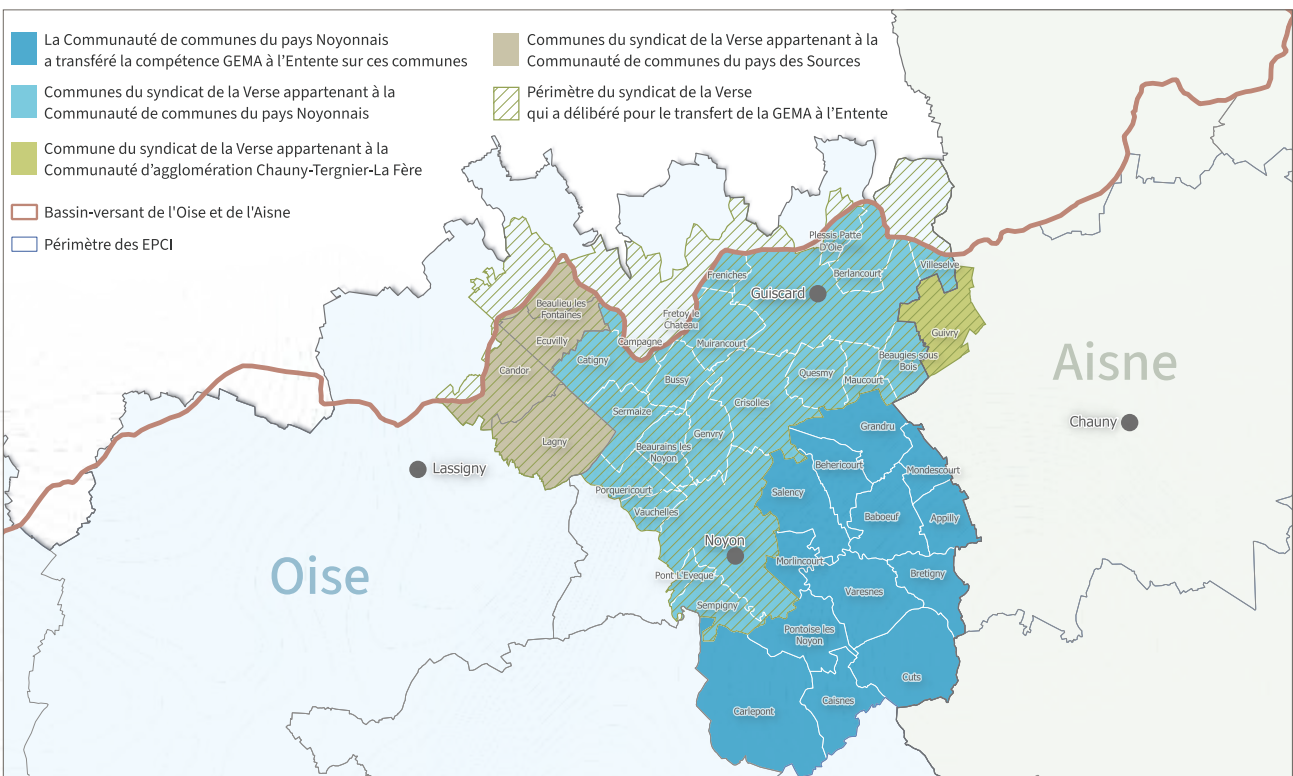 La Communauté de communes du pays Noyonnais
a transféré la compétence GEMA à l'Entente sur ces communes
Communes du syndicat de la Verse appartenant à la
Communauté de communes du pays Noyonnais
Commune du syndicat de la Verse appartenant à la
Communauté d'agglomération Chauny-Tergnier-La Fère
Bassin-versant de l'Oise et de l'Aisne
Périmètre des EPCI
Communes du syndicat de la Verse appartenant à la
Communauté de communes du pays des Sources
Périmètre du syndicat de la Verse
qui a délibéré pour le transfert de la GEMA à l'Entente
Plessis Patte
D'Oie
Villeselve
Freniches
Berlancourt
Guiscard
Beaulieu les
Fontaines
Fretoy le
Chateau
Guivry
Ecuvilly
Campagne
Muirancourt
Catigny
Beaugies sous
Bois
Aisne
Candor
Bussy
Quesmy
Maucourt
Crisolles
Sermaize
Chauny
Grandru
Genvry
Lagny
Beaurains les
Noyon
Lassigny
Behericourt
Mondescourt
Porquericourt
Salency
Vauchelles
Baboeuf
Appilly
Noyon
Morlincourt
Oise
Pont L'Eveque
Bretigny
Varesnes
Sempigny
Pontoise les
Noyon
Cuts
Caisnes
Carlepont